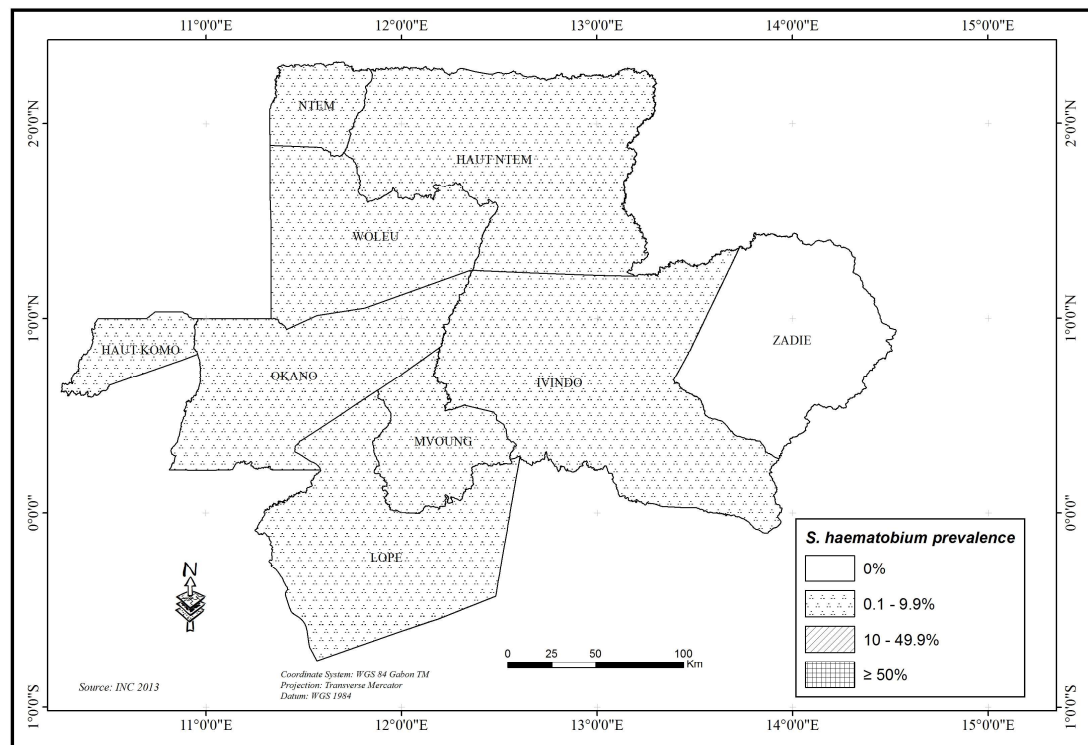 11°0'0"E 12°0'0"E 13°0'0"E 14°0'0"E 15°0'0"E
2°0'0"N 2°0'0"N
NTEM
HAUT NTEM
WOLEU
1°0'0"N 1°0'0"N
ZADIE
HAUT KOMO
OKANO
IVINDO
MVOUNG
0°0'0" 0°0'0"
LOPE
S. haematobium prevalence
0%
0.1 - 9.9%
10 - 49.9%
≥ 50%
N
0 25 50 100
Km
Source: INC 2013
Coordinate System: WGS 84 Gabon TM
Projection: Transverse Mercator
Datum: WGS 1984
1°0'0"S 1°0'0"S
11°0'0"E 12°0'0"E 13°0'0"E 14°0'0"E 15°0'0"E